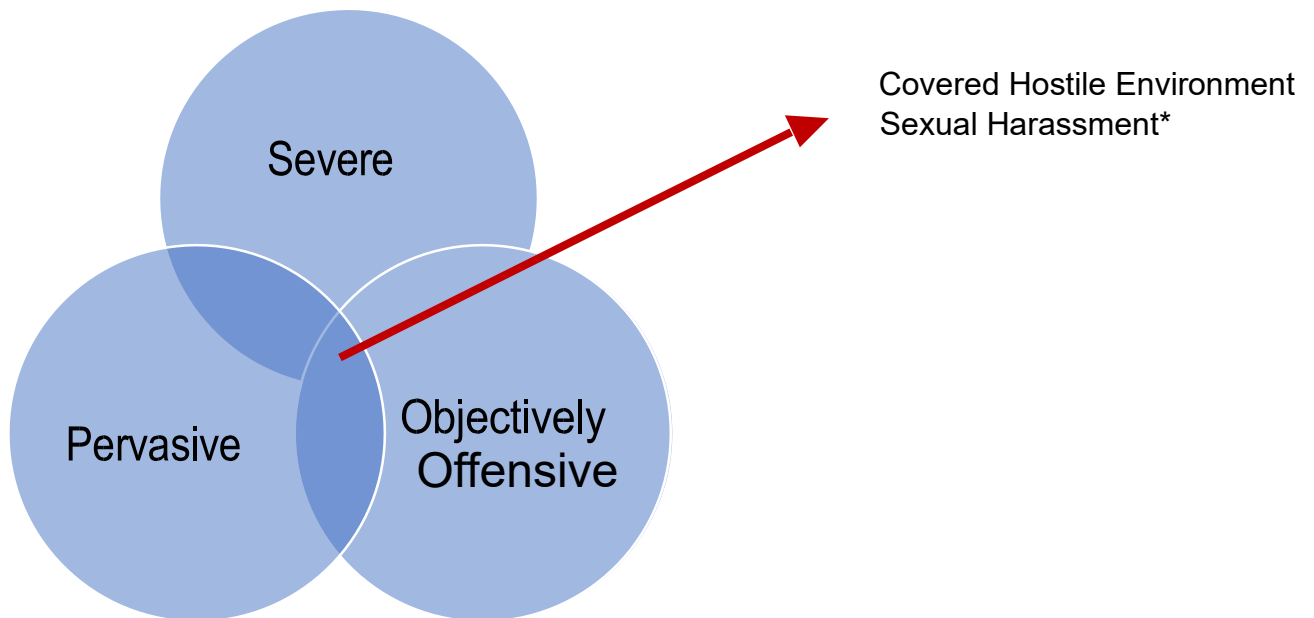 Severe
Pervasive
Objectively
Offensive
Covered Hostile Environment
Sexual Harassment*